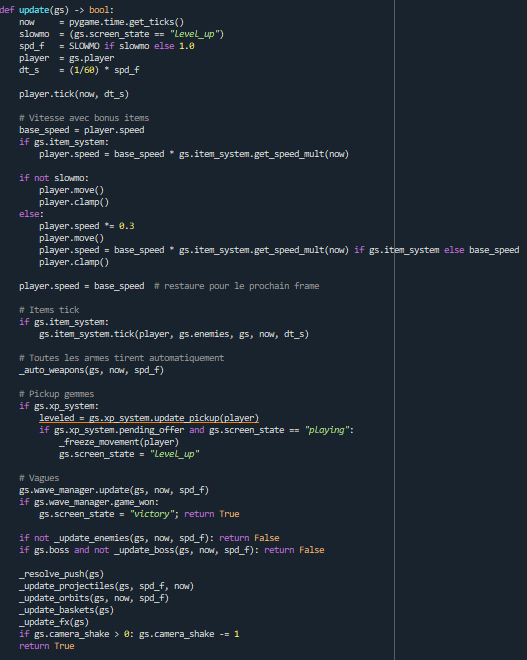 def update(gs) -> bool:
    now     = pygame.time.get_ticks()
    slowmo  = (gs.screen_state == "level_up")
    spd_f   = SLOWMO if slowmo else 1.0
    player  = gs.player
    dt_s    = (1/60) * spd_f

    player.tick(now, dt_s)

    # Vitesse avec bonus items
    base_speed = player.speed
    if gs.item_system:
        player.speed = base_speed * gs.item_system.get_speed_mult(now)

    if not slowmo:
        player.move()
        player.clamp()
    else:
        player.speed *= 0.3
        player.move()
        player.speed = base_speed * gs.item_system.get_speed_mult(now) if gs.item_system else base_speed
        player.clamp()

    player.speed = base_speed  # restaure pour le prochain frame

    # Items tick
    if gs.item_system:
        gs.item_system.tick(player, gs.enemies, gs, now, dt_s)

    # Toutes les armes tirent automatiquement
    _auto_weapons(gs, now, spd_f)

    # Pickup gemmes
    if gs.xp_system:
        leveled = gs.xp_system.update_pickup(player)
        if gs.xp_system.pending_offer and gs.screen_state == "playing":
            _freeze_movement(player)
            gs.screen_state = "level_up"

    # Vagues
    gs.wave_manager.update(gs, now, spd_f)
    if gs.wave_manager.game_won:
        gs.screen_state = "victory"; return True

    if not _update_enemies(gs, now, spd_f): return False
    if gs.boss and not _update_boss(gs, now, spd_f): return False

    _resolve_push(gs)
    _update_projectiles(gs, spd_f, now)
    _update_orbits(gs, now, spd_f)
    _update_baskets(gs)
    _update_fx(gs)
    if gs.camera_shake > 0: gs.camera_shake -= 1
    return True